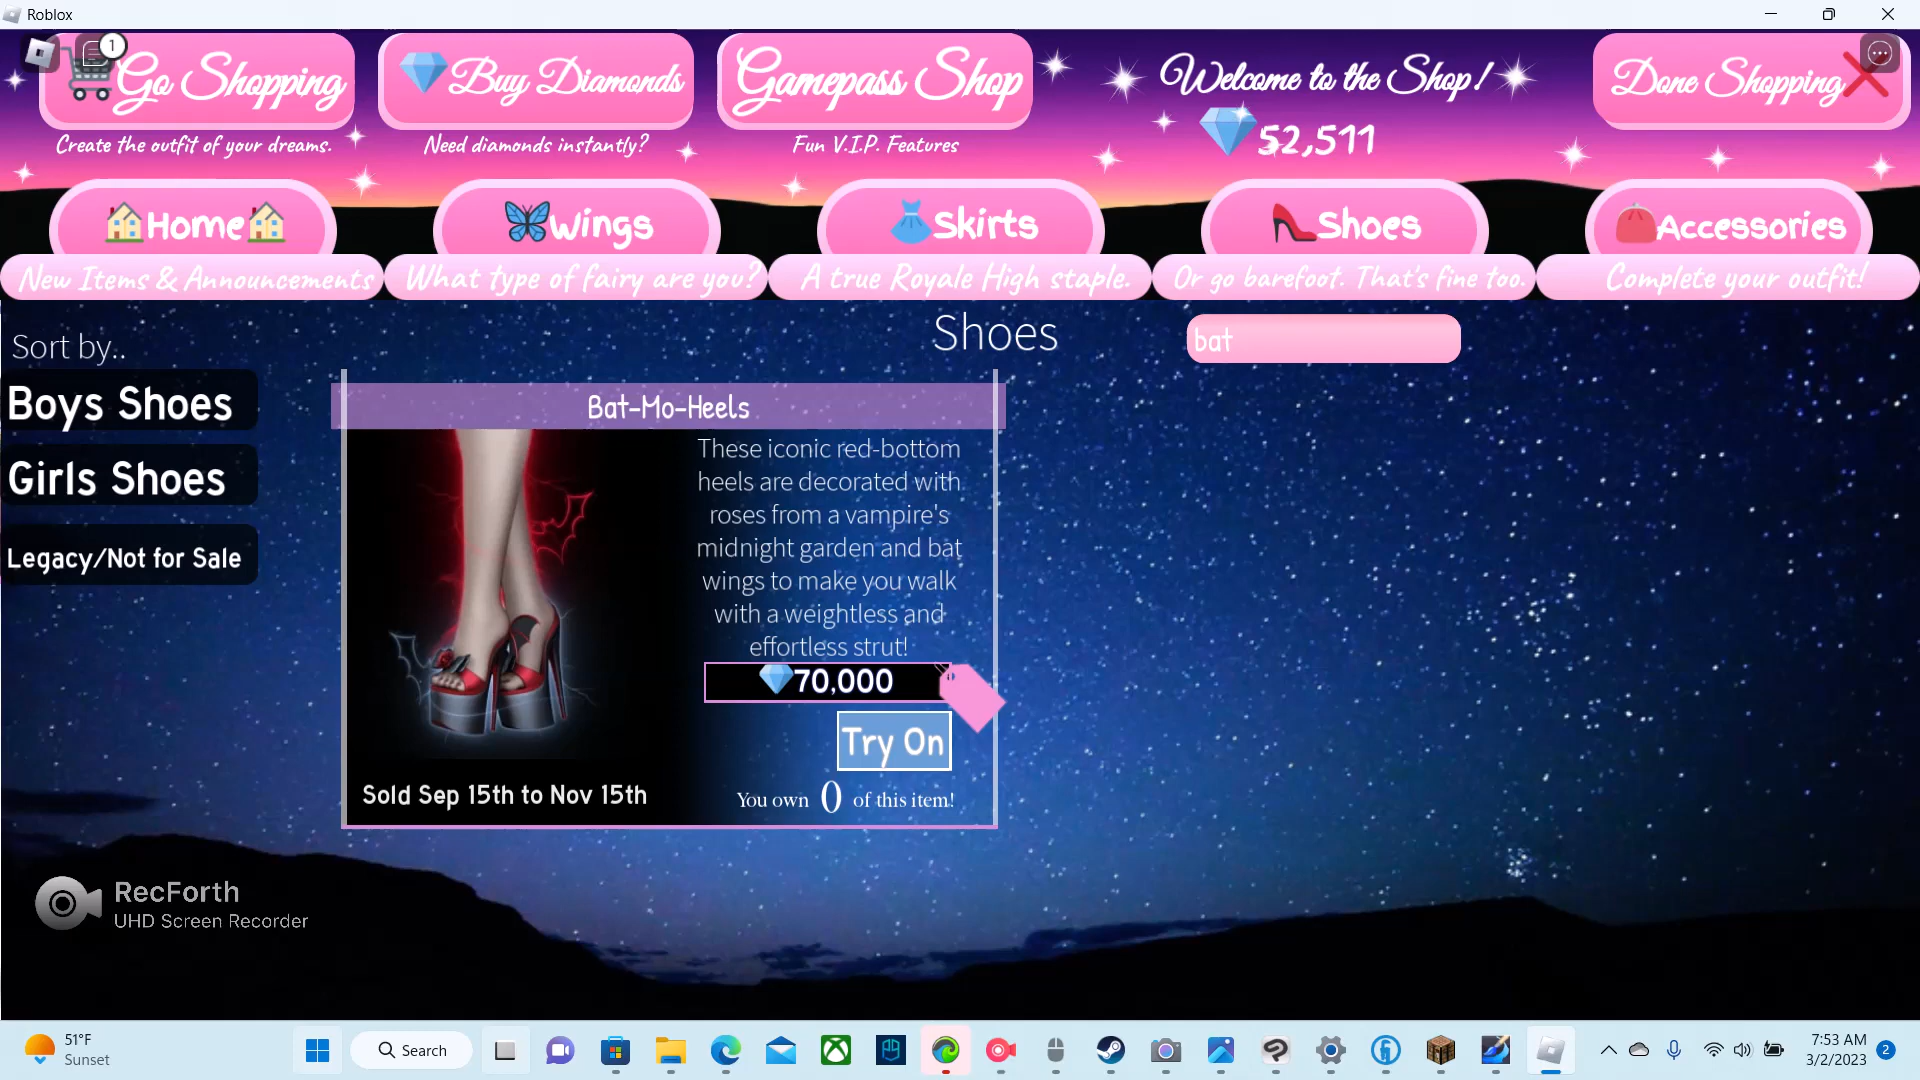 Roblox
1
Go Shopping
Buy Diamonds
Gamepass Shop
Welcome to the Shop!
Done Shopping
52,511
Create the outfit of your dreams.
Need diamonds instantly?
Fun V.I.P. Features
Home
Wings
Skirts
Shoes
Accessories
New Items & Announcements
What type of fairy are you?
A true Royale High staple.
Or go barefoot. That's fine too.
Complete your outfit!
Sort by..
Shoes
bat
Boys Shoes
Girls Shoes
Legacy/Not for Sale
Bat-Mo-Heels
These iconic red-bottom
heels are decorated with
roses from a vampire's
midnight garden and bat
wings to make you walk
with a weightless and
effortless strut!
70,000
Try On
Sold Sep 15th to Nov 15th
You own 0 of this item!
RecForth
UHD Screen Recorder
51°F
Sunset
Search
7:53 AM
3/2/2023
2